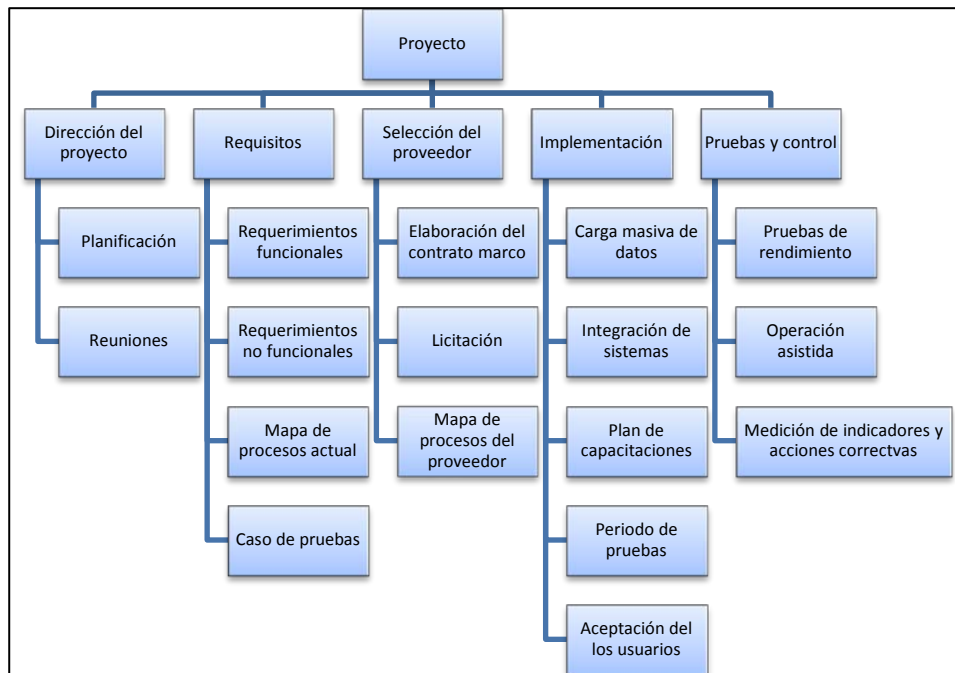 Proyecto
Dirección del
proyecto
Requisitos
Selección del
proveedor
Implementación
Pruebas y control
Planificación
Reuniones
Requerimientos
funcionales
Requerimientos
no funcionales
Mapa de
procesos actual
Caso de pruebas
Elaboración del
contrato marco
Licitación
Mapa de
procesos del
proveedor
Carga masiva de
datos
Integración de
sistemas
Plan de
capacitaciones
Periodo de
pruebas
Aceptación del
los usuarios
Pruebas de
rendimiento
Operación
asistida
Medición de indicadores y
acciones correctvas